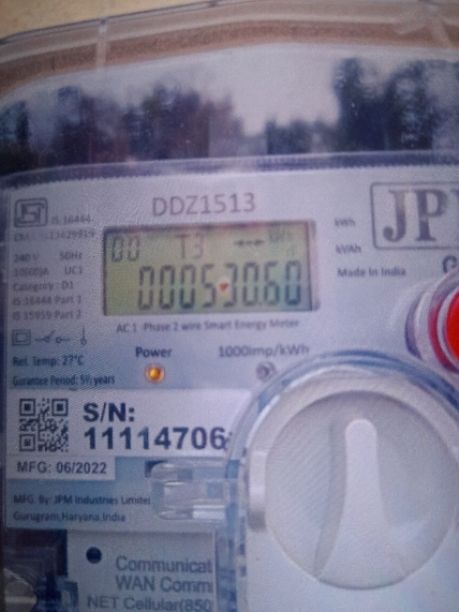 DDZ1513
IS 16444
240 V 50Hz
UC1
Category: D1
IS 16444 Part 1
IS 15959 Part 2
00 T3
00053060
kWh
kVAh
JP
Made In India
AC 1 Phase 2 wire Smart Energy Meter
Ref. Temp: 27°C
Power
1000imp/kWh
Gurantee Period: 5½ years
S/N:
11114706
MFG: 06/2022
MFG. By: JPM Industries Limite
Gurugram,Haryana,India
Communicat
WAN Comm
NET Cellular(850